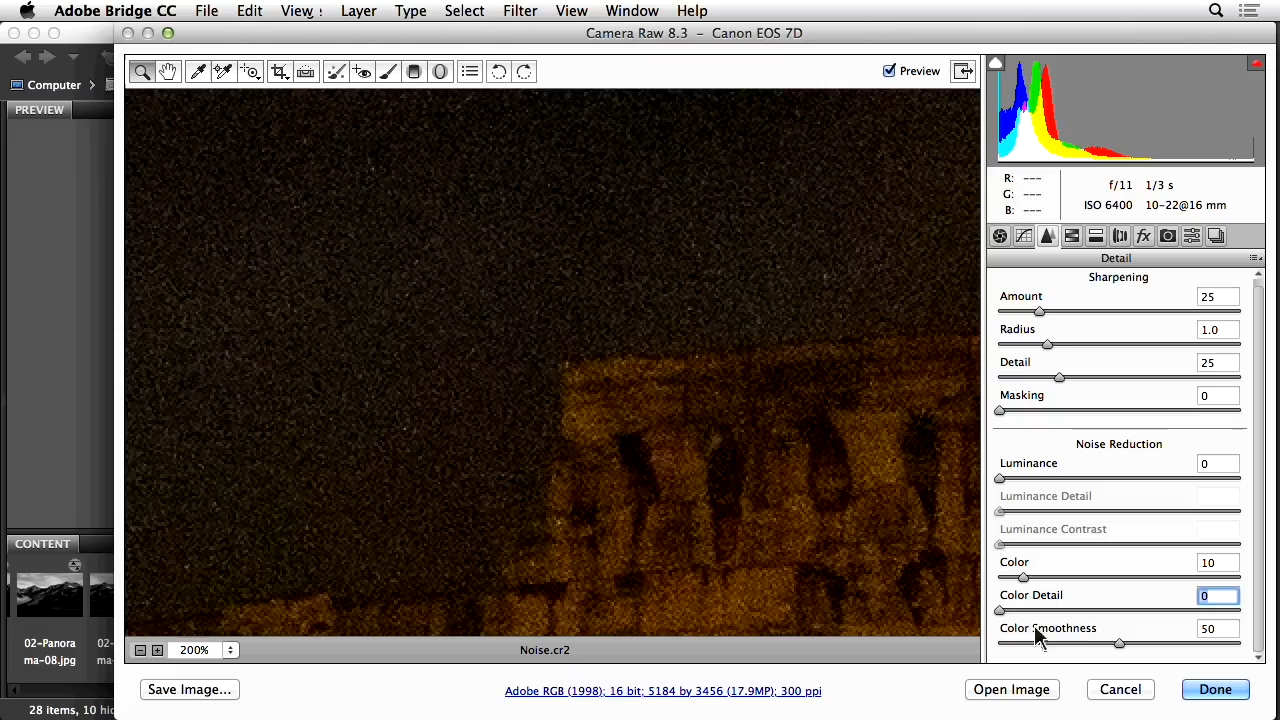 Adobe Bridge CC File Edit View Layer Type Select Filter View Window Help
Camera Raw 8.3 – Canon EOS 7D
Preview
Computer
PREVIEW
R: ---
G: ---
B: ---
f/11 1/3 s
ISO 6400 10-22@16 mm
Detail
Sharpening
Amount 25
Radius 1.0
Detail 25
Masking 0
Noise Reduction
Luminance 0
Luminance Detail
Luminance Contrast
Color 10
Color Detail 0
Color Smoothness 50
CONTENT
02-Panora
ma-08.jpg
02-
ma-
28 items, 10 hid
200%
Noise.cr2
Save Image...
Adobe RGB (1998); 16 bit; 5184 by 3456 (17.9MP); 300 ppi
Open Image
Cancel
Done